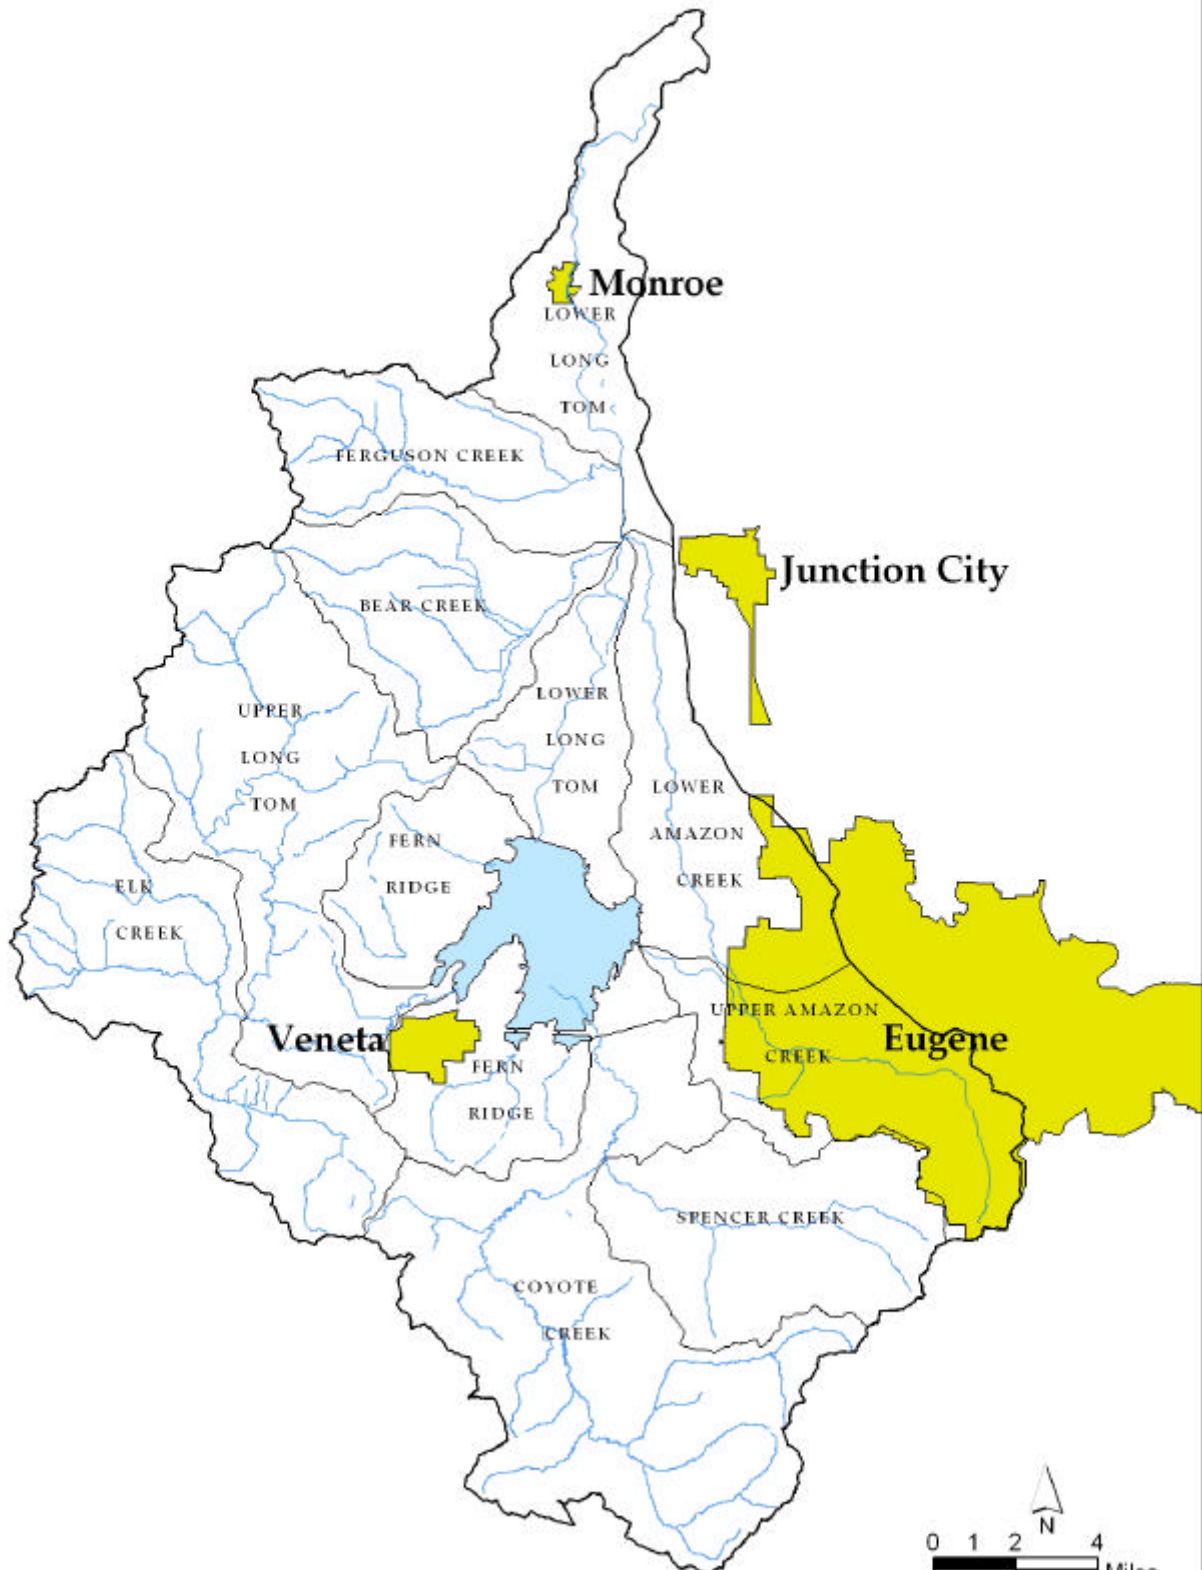 Monroe
LOWER
LONG
TOM
FERGUSON CREEK
Junction City
BEAR CREEK
LOWER
LONG
TOM
UPPER
LONG
TOM
LOWER
AMAZON
CREEK
FERN
RIDGE
ELK
CREEK
UPPER AMAZON
CREEK
Eugene
Veneta
FERN
RIDGE
SPENCER CREEK
COYOTE
CREEK
N
0 1 2 4
Miles